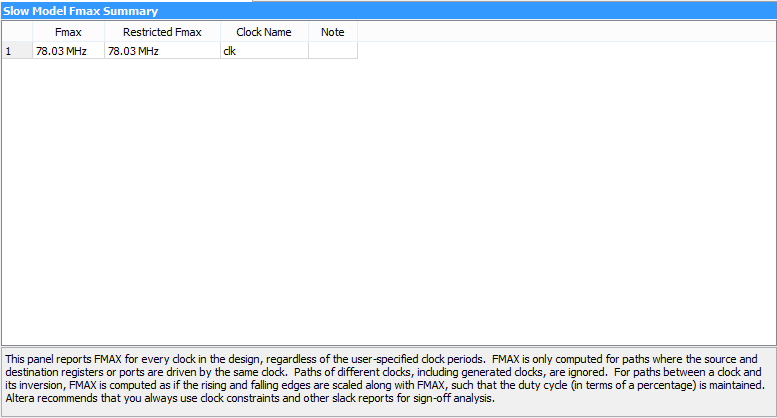 Slow Model Fmax Summary
Fmax Restricted Fmax Clock Name Note
1 78.03 MHz 78.03 MHz clk
This panel reports FMAX for every clock in the design, regardless of the user-specified clock periods.  FMAX is only computed for paths where the source and
destination registers or ports are driven by the same clock.  Paths of different clocks, including generated clocks, are ignored.  For paths between a clock and
its inversion, FMAX is computed as if the rising and falling edges are scaled along with FMAX, such that the duty cycle (in terms of a percentage) is maintained.
Altera recommends that you always use clock constraints and other slack reports for sign-off analysis.